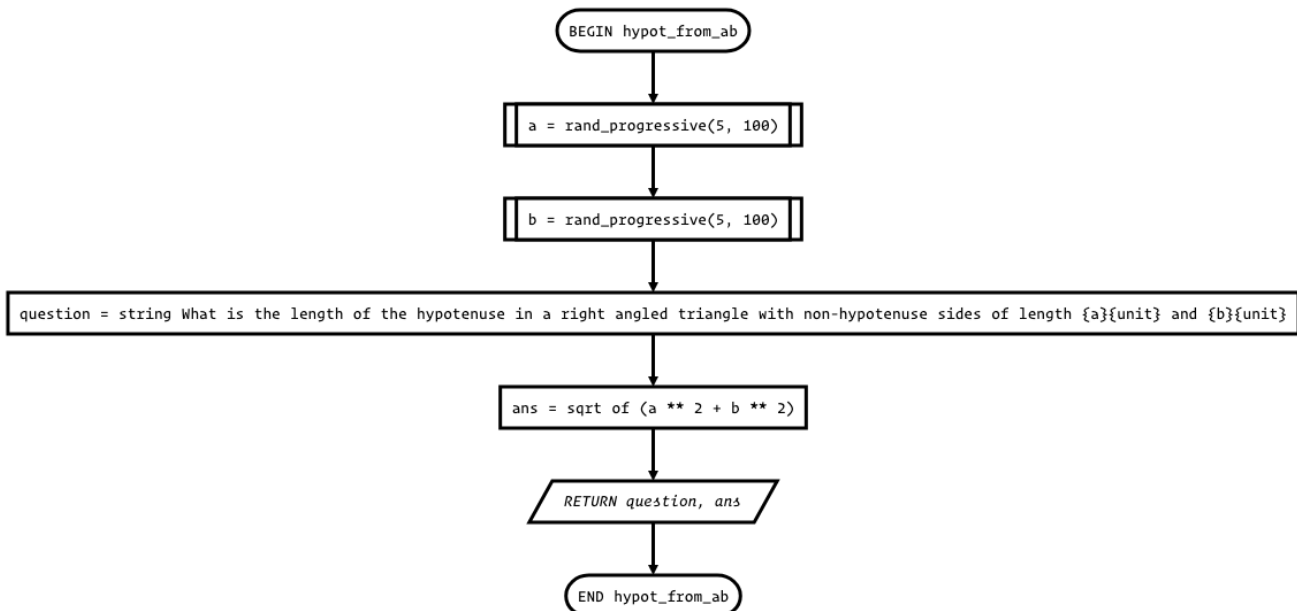 BEGIN hypot_from_ab
a = rand_progressive(5, 100)
b = rand_progressive(5, 100)
question = string What is the length of the hypotenuse in a right angled triangle with non-hypotenuse sides of length {a}{unit} and {b}{unit}
ans = sqrt of (a ** 2 + b ** 2)
RETURN question, ans
END hypot_from_ab